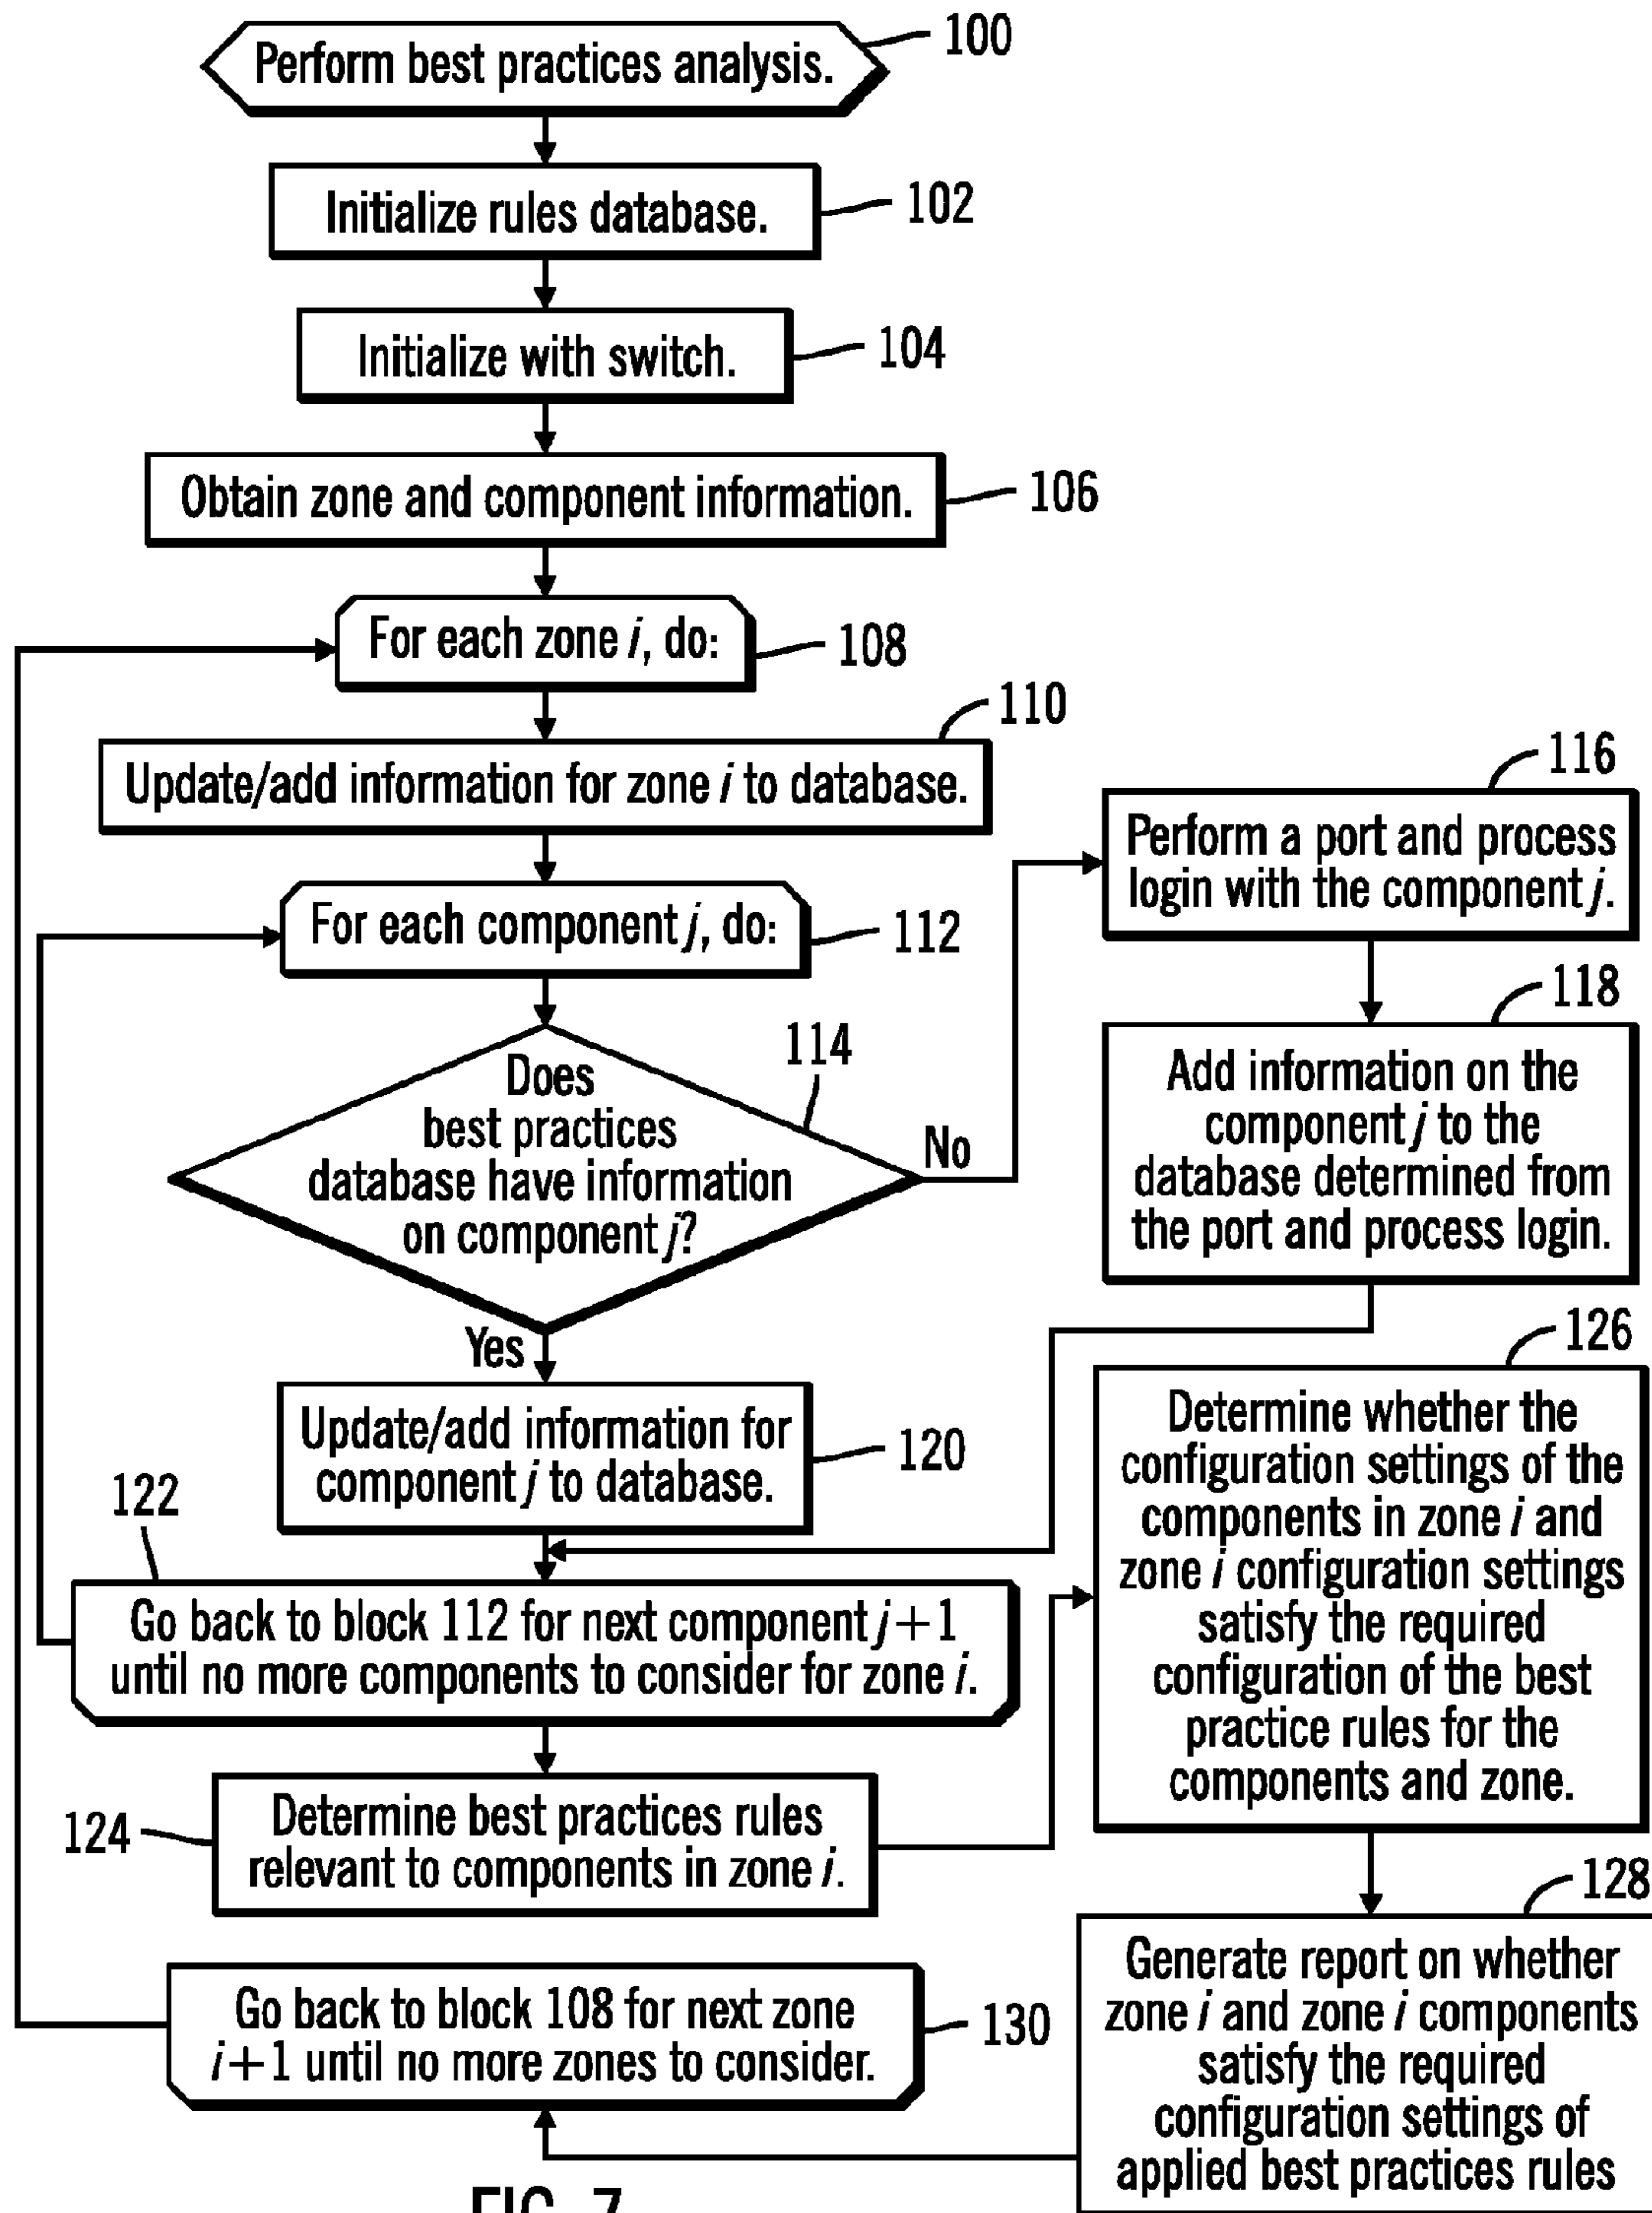 Perform best practices analysis.
100
Initialize rules database.
102
Initialize with switch.
104
Obtain zone and component information.
106
For each zone i, do:
108
110
Update/add information for zone i to database.
For each component j, do:
112
114
Does
best practices
database have information
on component j?
No
Yes
116
Perform a port and process
login with the component j.
118
Add information on the
component j to the
database determined from
the port and process login.
Update/add information for
component j to database.
120
122
Go back to block 112 for next component j+1
until no more components to consider for zone i.
124
Determine best practices rules
relevant to components in zone i.
126
Determine whether the
configuration settings of the
components in zone i and
zone i configuration settings
satisfy the required
configuration of the best
practice rules for the
components and zone.
128
Generate report on whether
zone i and zone i components
satisfy the required
configuration settings of
applied best practices rules
Go back to block 108 for next zone
i+1 until no more zones to consider.
130
FIG. 7